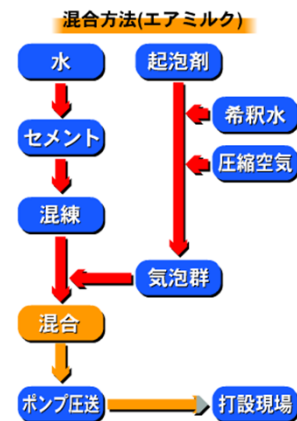 混合方法(エアミルク)
水
起泡剤
希釈水
セメント
圧縮空気
混練
気泡群
混合
ポンプ圧送
打設現場